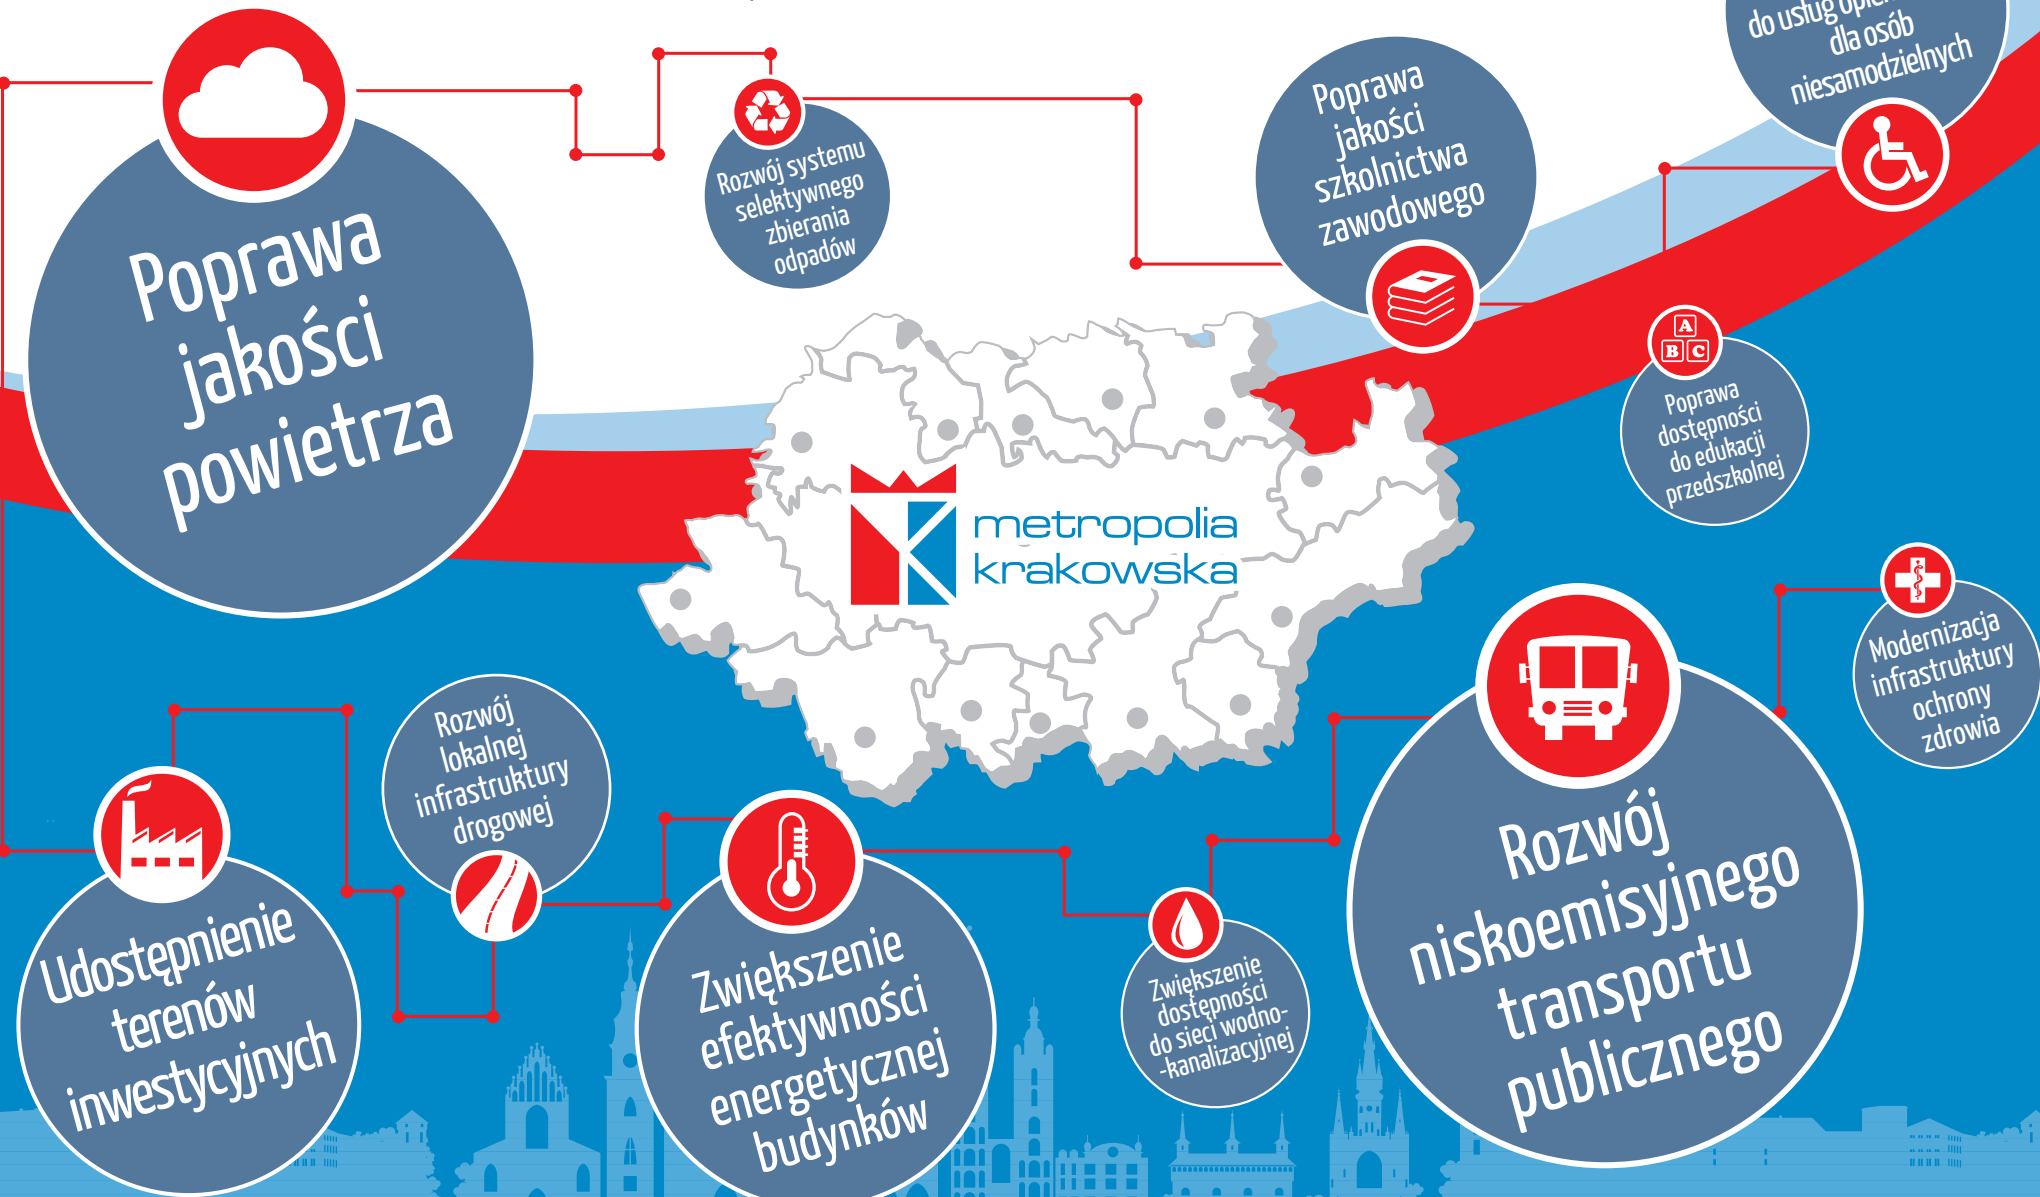 Poprawa
jakości
powietrza
Rozwój systemu
selektywnego
zbierania
odpadów
Poprawa
jakości
szkolnictwa
zawodowego
do usług
dla osób
niesamodzielnych
A
B C
Poprawa
dostępności
do edukacji
przedszkolnej
metropolia
krakowska
Modernizacja
infrastruktury
ochrony
zdrowia
Rozwój
lokalnej
infrastruktury
drogowej
Udostępnienie
terenów
inwestycyjnych
Zwiększenie
efektywności
energetycznej
budynków
Zwiększenie
dostępności
do sieci wodno-
-kanalizacyjnej
Rozwój
niskoemisyjnego
transportu
publicznego